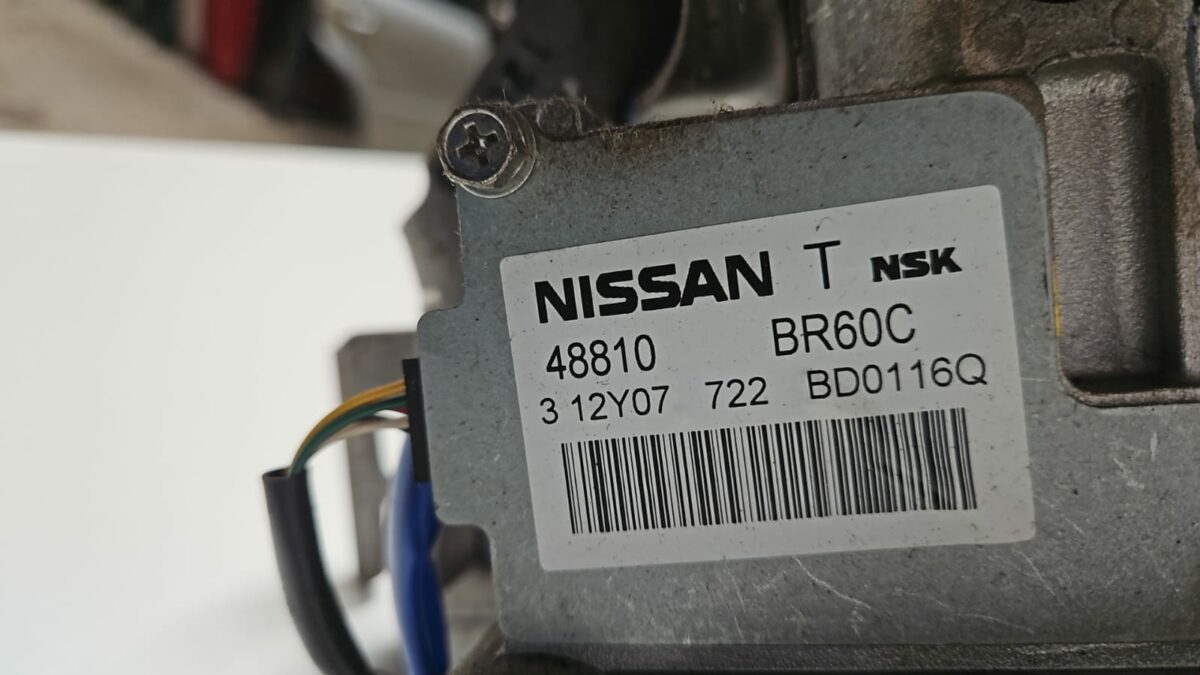 NISSAN T NSK
48810 BR60C
3 12Y07 722 BD0116Q